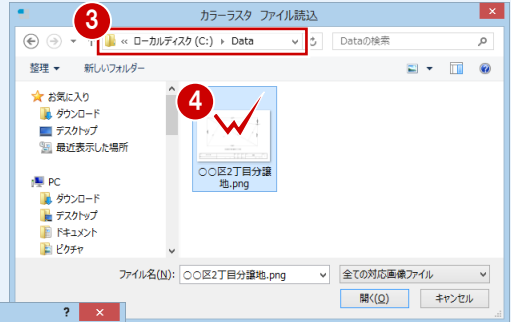 3
カラーラスタ ファイル読込
« ローカルディスク (C:) ▸ Data
Dataの検索
整理 ▼ 新しいフォルダー
お気に入り
ダウンロード
デスクトップ
最近表示した場所
PC
ダウンロード
デスクトップ
ドキュメント
ピクチャ
4
○○区2丁目分譲
地.png
ファイル名(N): ○○区2丁目分譲地.png 全ての対応画像ファイル
開く(O) キャンセル
?